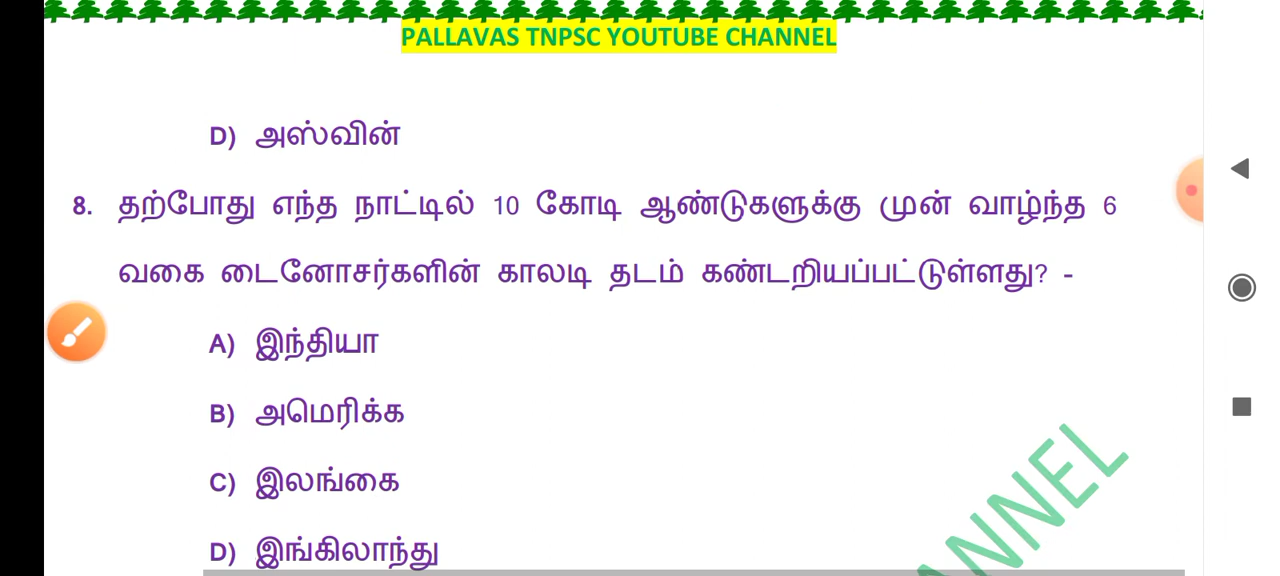 PALLAVAS TNPSC YOUTUBE CHANNEL
D) அஸ்வின்
8. தற்போது எந்த நாட்டில் 10 கோடி ஆண்டுகளுக்கு முன் வாழ்ந்த 6
வகை டைனோசர்களின் காலடி தடம் கண்டறியப்பட்டுள்ளது? -
A) இந்தியா
B) அமெரிக்க
C) இலங்கை
D) இங்கிலாந்து